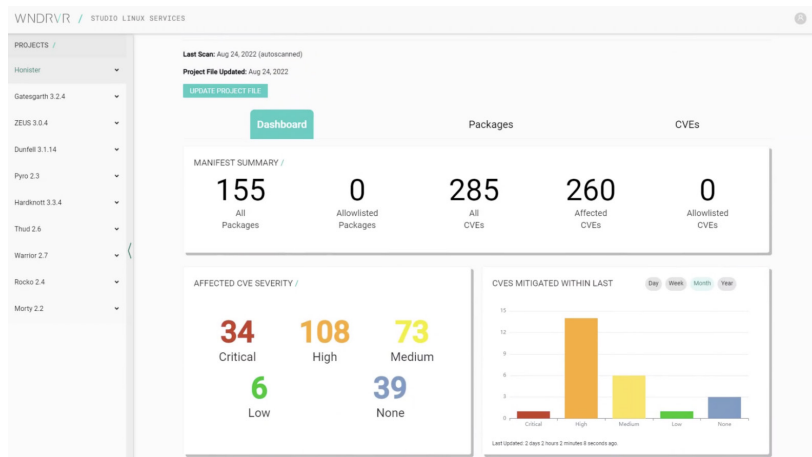 WNDRVR / STUDIO LINUX SERVICES
PROJECTS /
Honister
Gatesgarth 3.2.4
ZEUS 3.0.4
Dunfell 3.1.14
Pyro 2.3
Hardknott 3.3.4
Thud 2.6
Warrior 2.7
Rocko 2.4
Morty 2.2
Last Scan: Aug 24, 2022 (autoscanned)
Project File Updated: Aug 24, 2022
UPDATE PROJECT FILE
Dashboard Packages CVEs
MANIFEST SUMMARY /
155 0 285 260 0
All Allowlisted All Affected Allowlisted
Packages Packages CVEs CVEs CVEs
AFFECTED CVE SEVERITY /
34 108 73
Critical High Medium
6 39
Low None
CVES MITIGATED WITHIN LAST Day Week Month Year
15
12
9
6
3
0
Critical High Medium Low None
Last Updated: 2 days 2 hours 2 minutes 8 seconds ago.